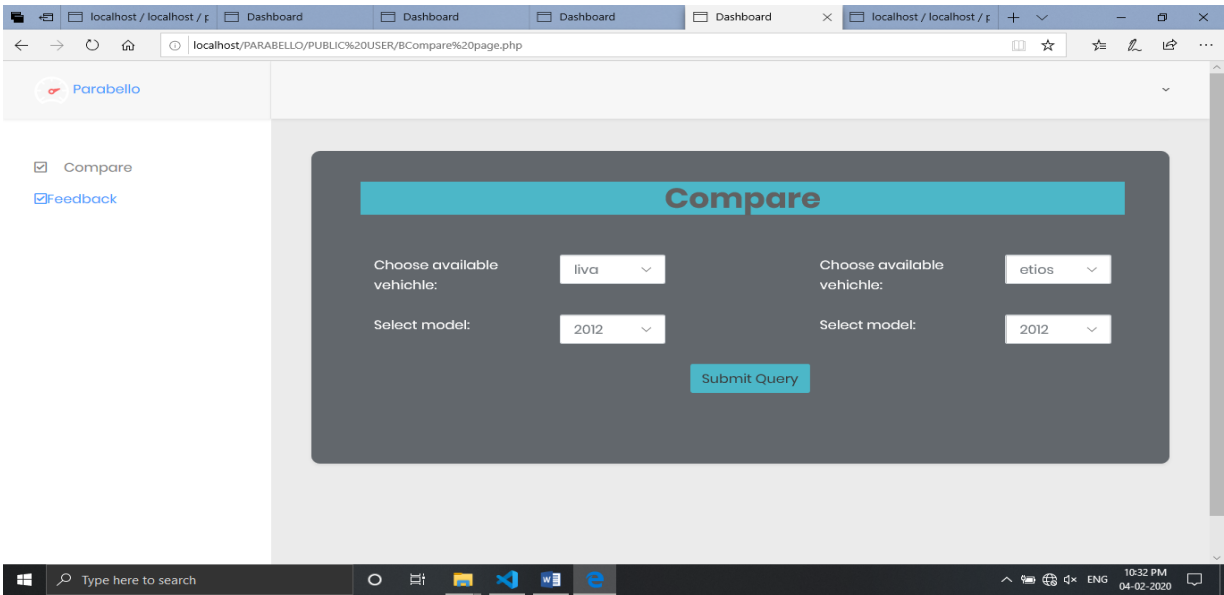 localhost / localhost / p
Dashboard
Dashboard
Dashboard
Dashboard
localhost / localhost / p
localhost/PARABELLO/PUBLIC%20USER/BCompare%20page.php
Parabello
Compare
Feedback
Compare
Choose available
vehichle:
liva
Choose available
vehichle:
etios
Select model:
2012
Select model:
2012
Submit Query
Type here to search
ENG
10:32 PM
04-02-2020